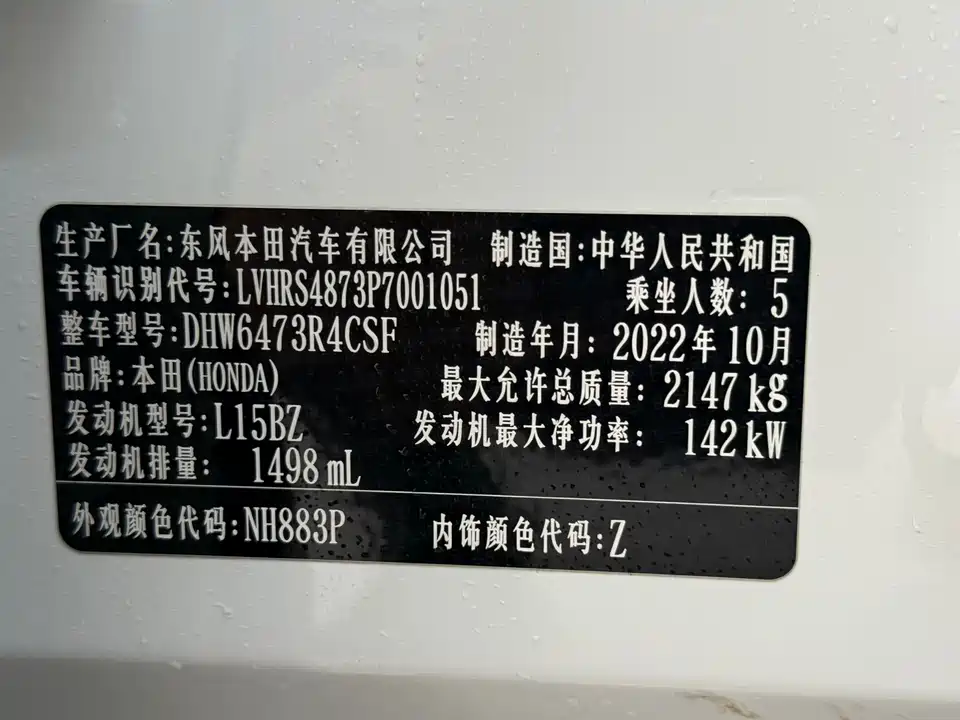 生产厂名:东风本田汽车有限公司 制造国:中华人民共和国
车辆识别代号:LVHRS4873P7001051 乘坐人数: 5
整车型号:DHW6473R4CSF 制造年月: 2022年10月
品牌:本田(HONDA) 最大允许总质量: 2147 kg
发动机型号:L15BZ 发动机最大净功率: 142 kW
发动机排量: 1498 mL
外观颜色代码:NH883P 内饰颜色代码:Z